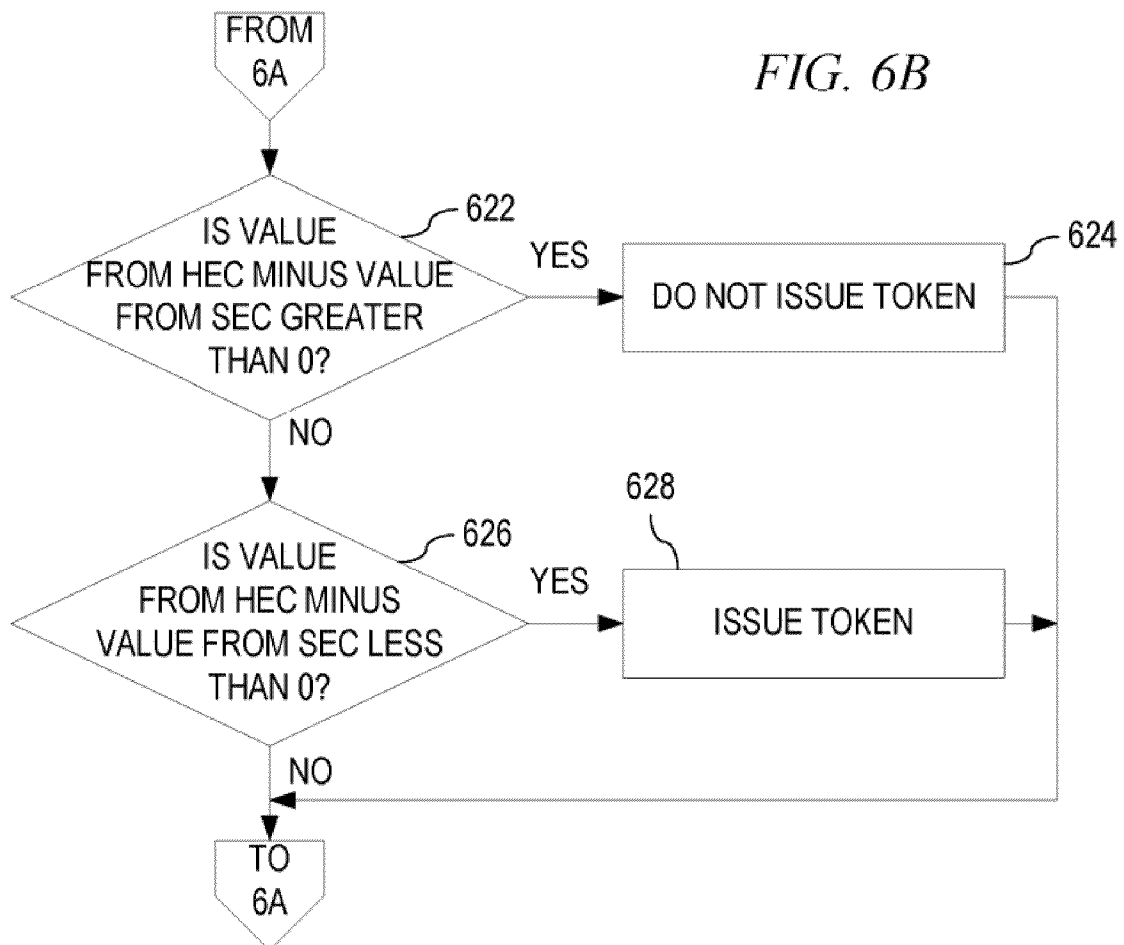 FROM
6A
FIG. 6B
622
IS VALUE
FROM HEC MINUS VALUE
FROM SEC GREATER
THAN 0?
YES
624
DO NOT ISSUE TOKEN
NO
626
IS VALUE
FROM HEC MINUS
VALUE FROM SEC LESS
THAN 0?
YES
628
ISSUE TOKEN
NO
TO
6A